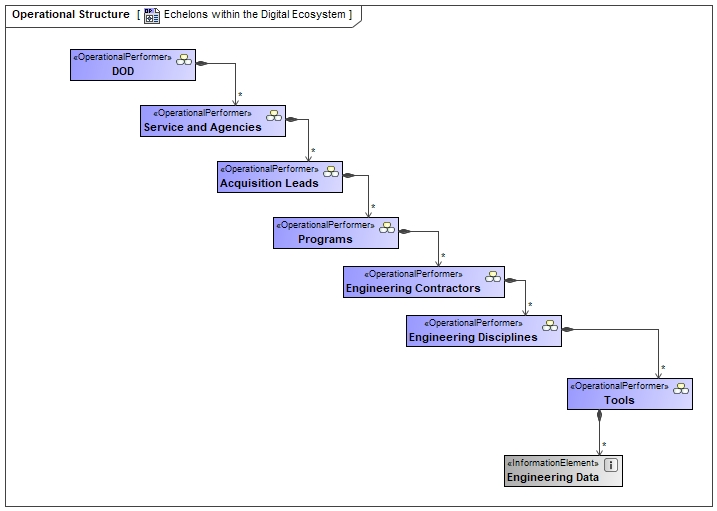 Operational Structure [ Echelons within the Digital Ecosystem ]
«OperationalPerformer»
DOD
*
«OperationalPerformer»
Service and Agencies
*
«OperationalPerformer»
Acquisition Leads
*
«OperationalPerformer»
Programs
*
«OperationalPerformer»
Engineering Contractors
*
«OperationalPerformer»
Engineering Disciplines
*
«OperationalPerformer»
Tools
*
«InformationElement» i
Engineering Data